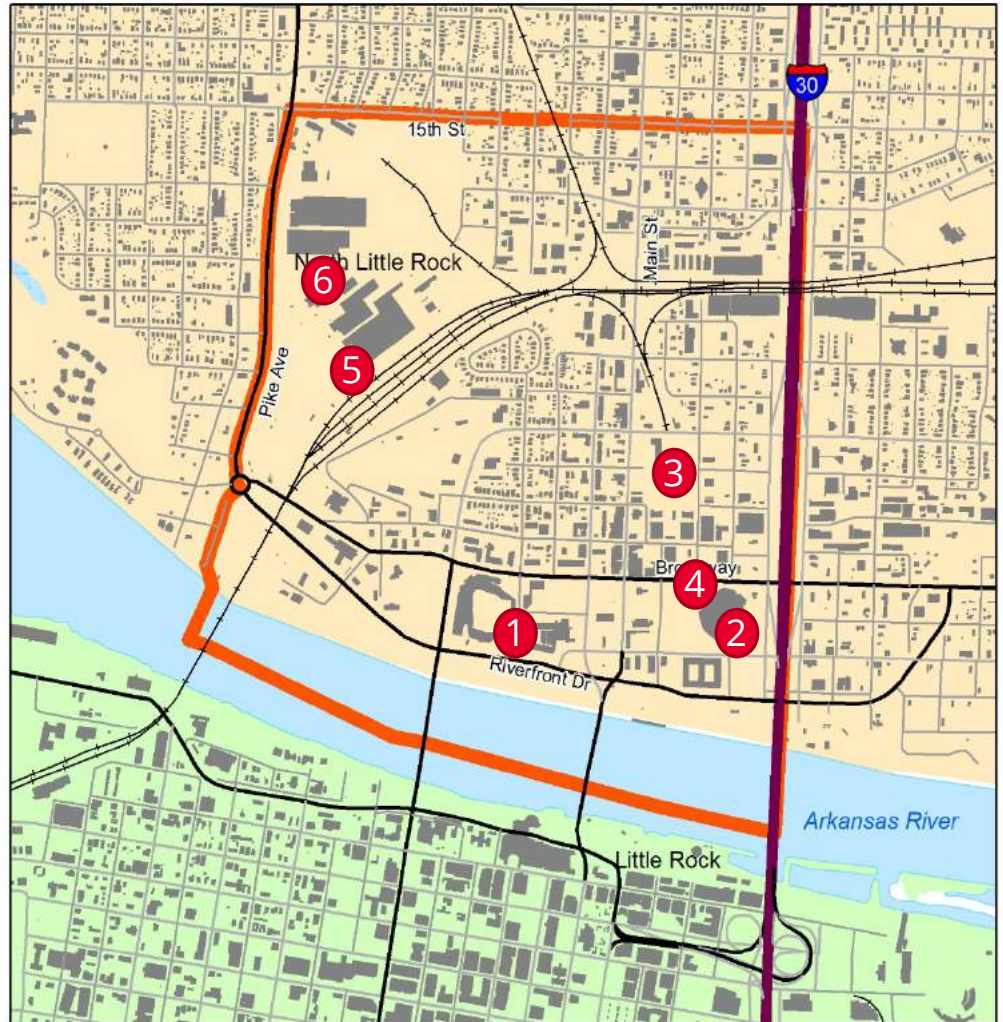 30
15th St
Main St.
North Little Rock
6
Pike Ave
5
3
Broadway
4
1
2
Riverfront Dr
Arkansas River
Little Rock